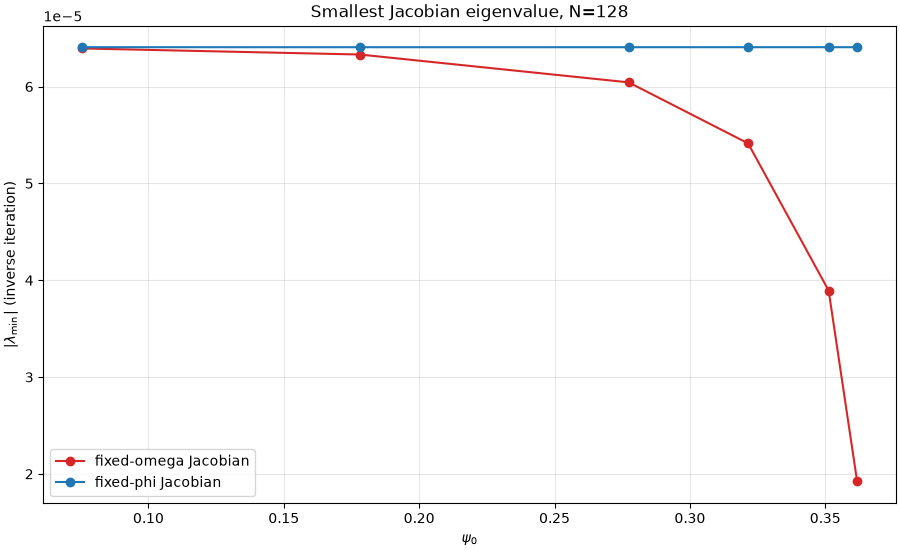 Smallest Jacobian eigenvalue, N=128
1e−5
6
5
4
3
2
|λmin| (inverse iteration)
fixed-omega Jacobian
fixed-phi Jacobian
0.10 0.15 0.20 0.25 0.30 0.35
ψ0